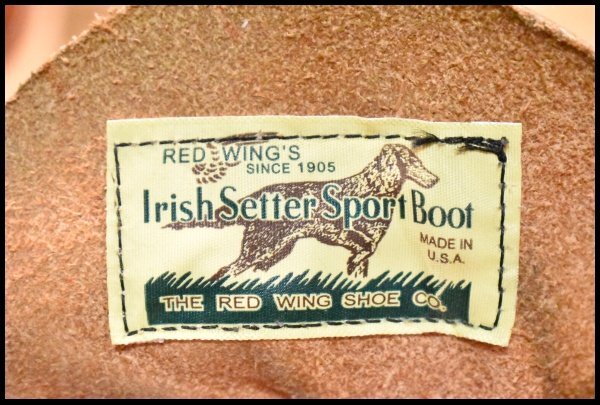 RED WING'S
SINCE 1905
Irish Setter Sport Boot
MADE IN
U.S.A.
THE RED WING SHOE CO.